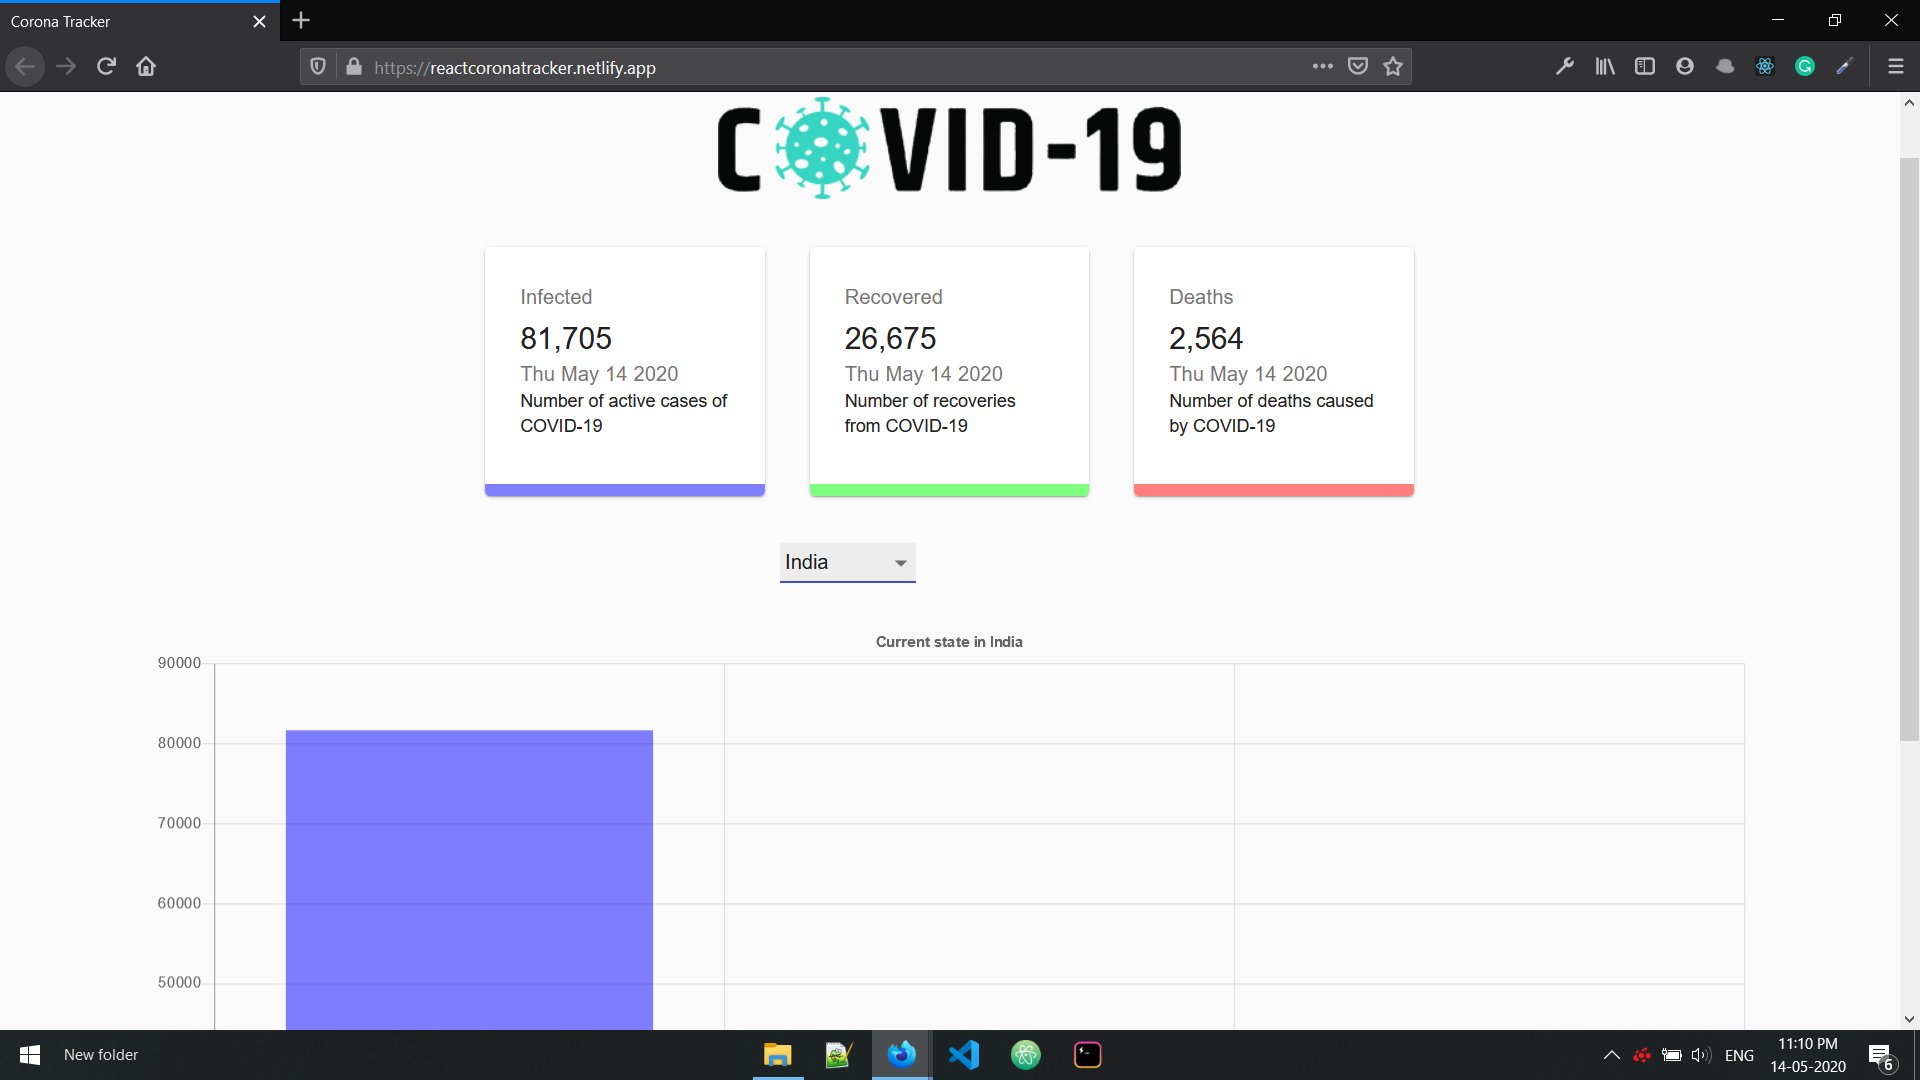 Corona Tracker
https://reactcoronatracker.netlify.app
COVID-19
Infected
81,705
Thu May 14 2020
Number of active cases of
COVID-19
Recovered
26,675
Thu May 14 2020
Number of recoveries
from COVID-19
Deaths
2,564
Thu May 14 2020
Number of deaths caused
by COVID-19
India
Current state in India
90000
80000
70000
60000
50000
New folder
ENG
11:10 PM
14-05-2020
6